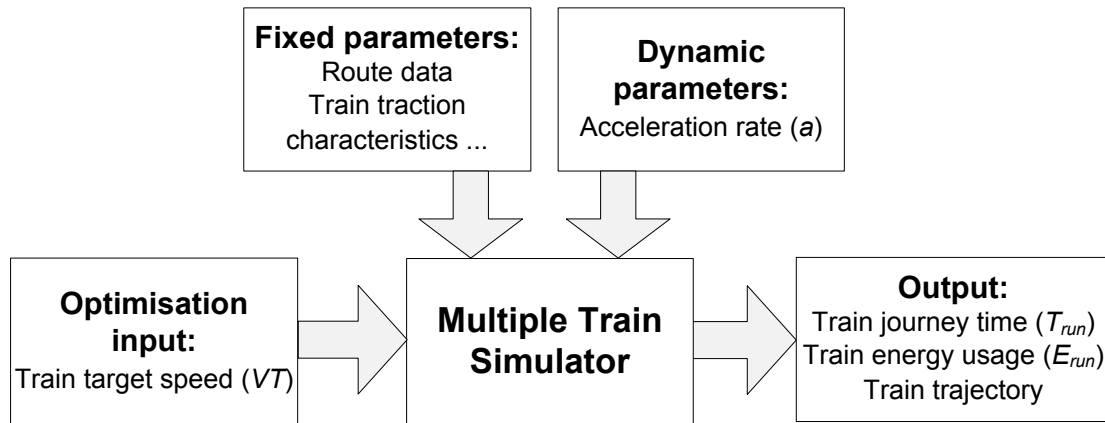 Fixed parameters:
Route data
Train traction
characteristics ...
Dynamic
parameters:
Acceleration rate (a)
Optimisation
input:
Train target speed (VT)
Multiple Train
Simulator
Output:
Train journey time (Trun)
Train energy usage (Erun)
Train trajectory